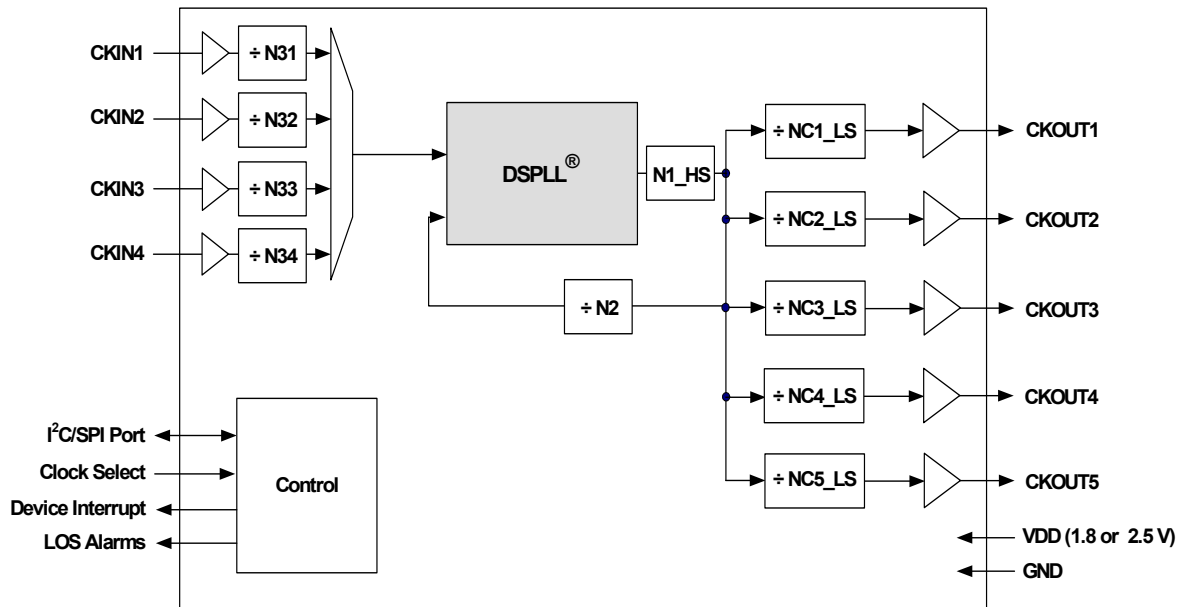 CKIN1
÷ N31
CKIN2
÷ N32
CKIN3
÷ N33
CKIN4
÷ N34
DSPLL®
N1_HS
÷ N2
÷ NC1_LS
CKOUT1
÷ NC2_LS
CKOUT2
÷ NC3_LS
CKOUT3
÷ NC4_LS
CKOUT4
÷ NC5_LS
CKOUT5
I²C/SPI Port
Clock Select
Device Interrupt
LOS Alarms
Control
VDD (1.8 or 2.5 V)
GND